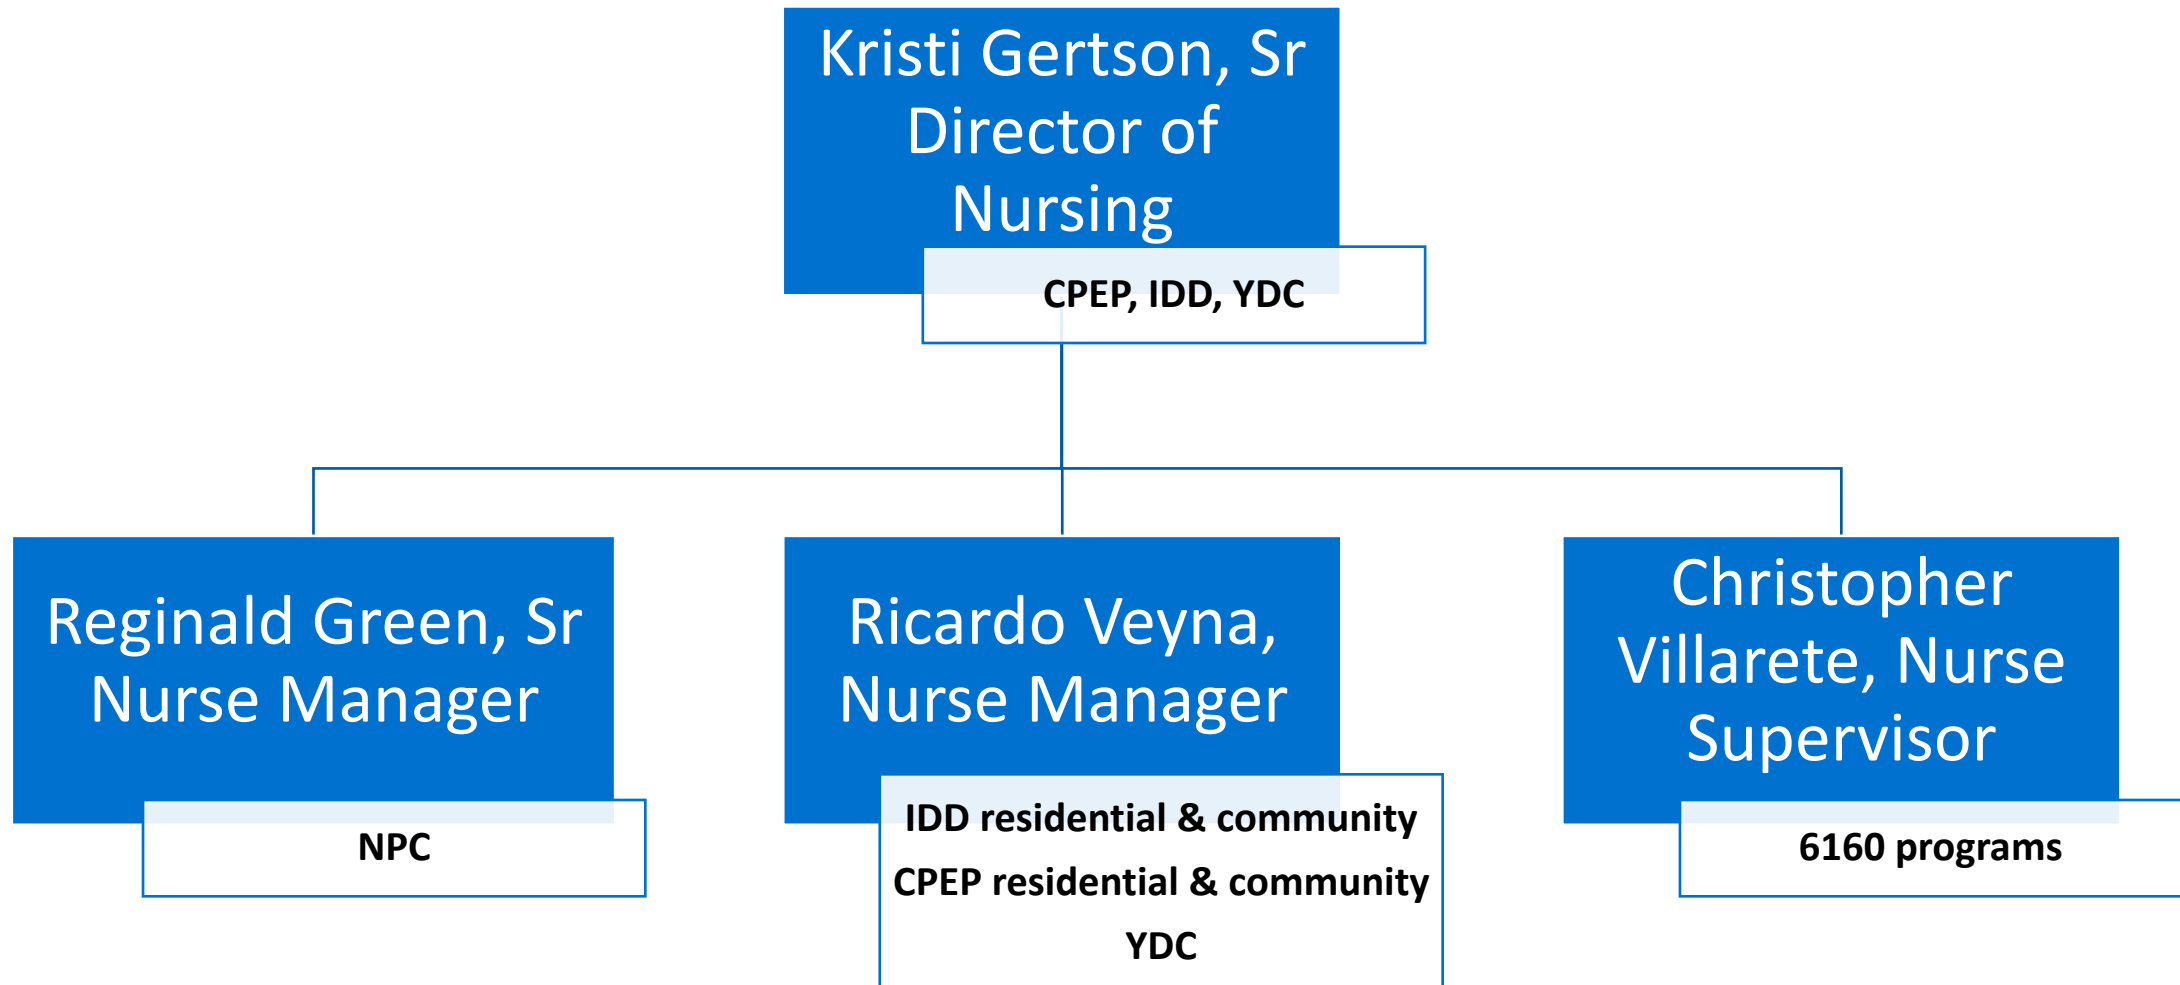 Kristi Gertson, Sr
Director of
Nursing
CPEP, IDD, YDC
Reginald Green, Sr
Nurse Manager
NPC
Ricardo Veyna,
Nurse Manager
IDD residential & community
CPEP residential & community
YDC
Christopher
Villarete, Nurse
Supervisor
6160 programs